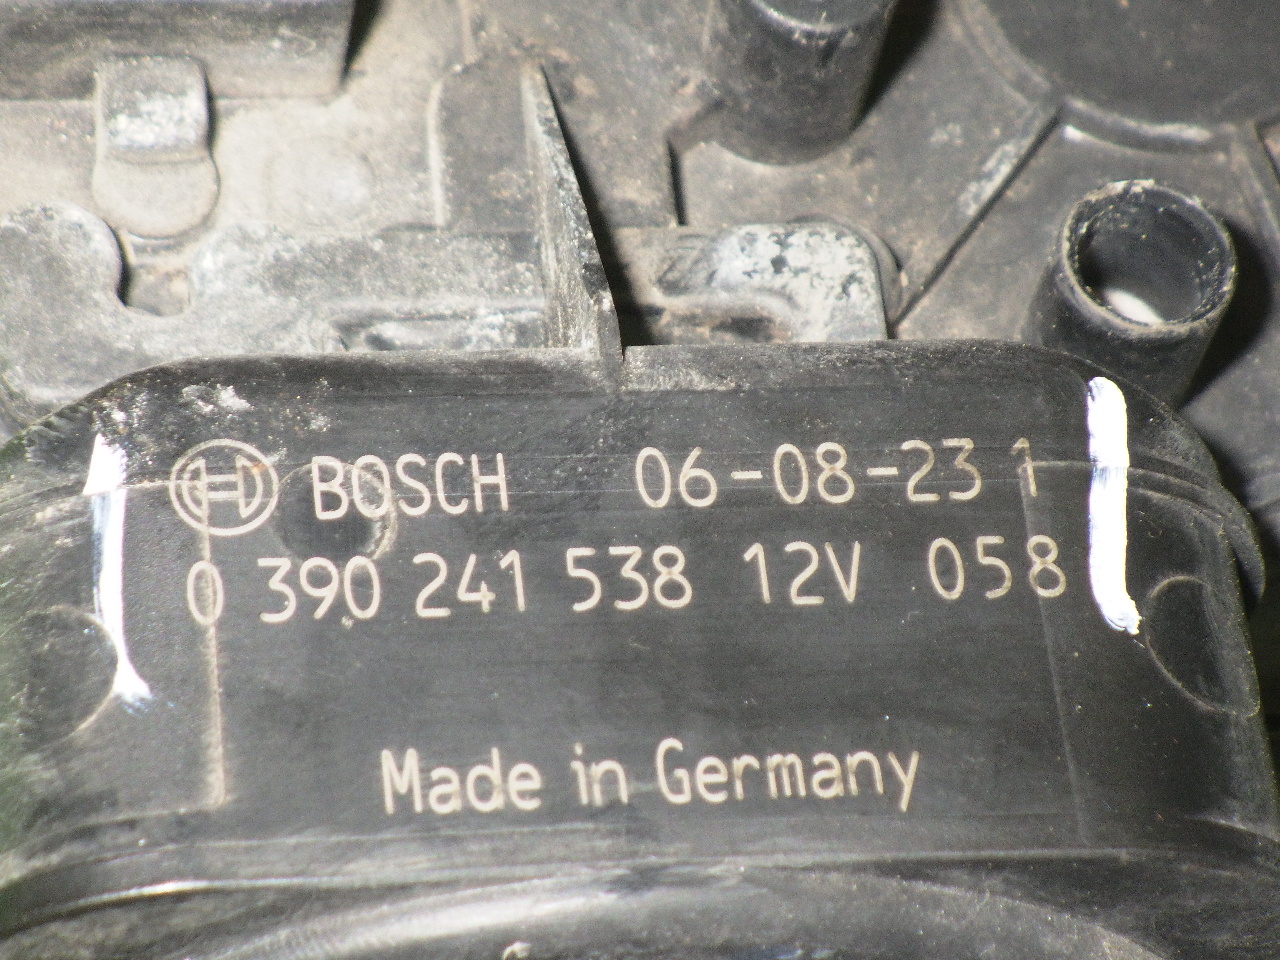 BOSCH 06-08-23 1
0 390 241 538 12V 058
Made in Germany